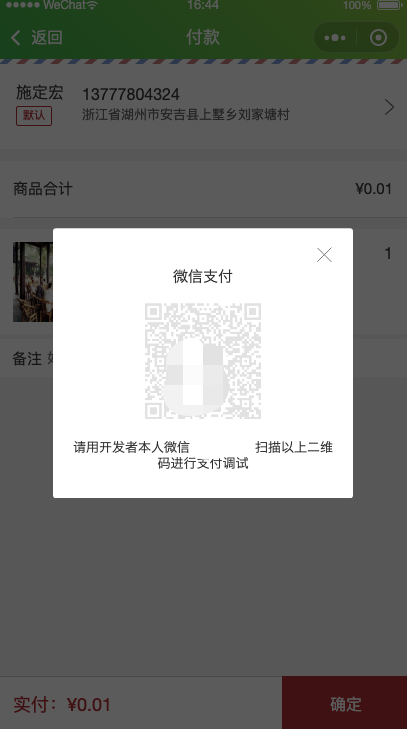 WeChat 16:44 100%
返回 付款
施定宏 13777804324
默认 浙江省湖州市安吉县上墅乡刘家塘村
商品合计 ¥0.01
1
微信支付
备注
请用开发者本人微信 扫描以上二维
码进行支付调试
实付：¥0.01 确定